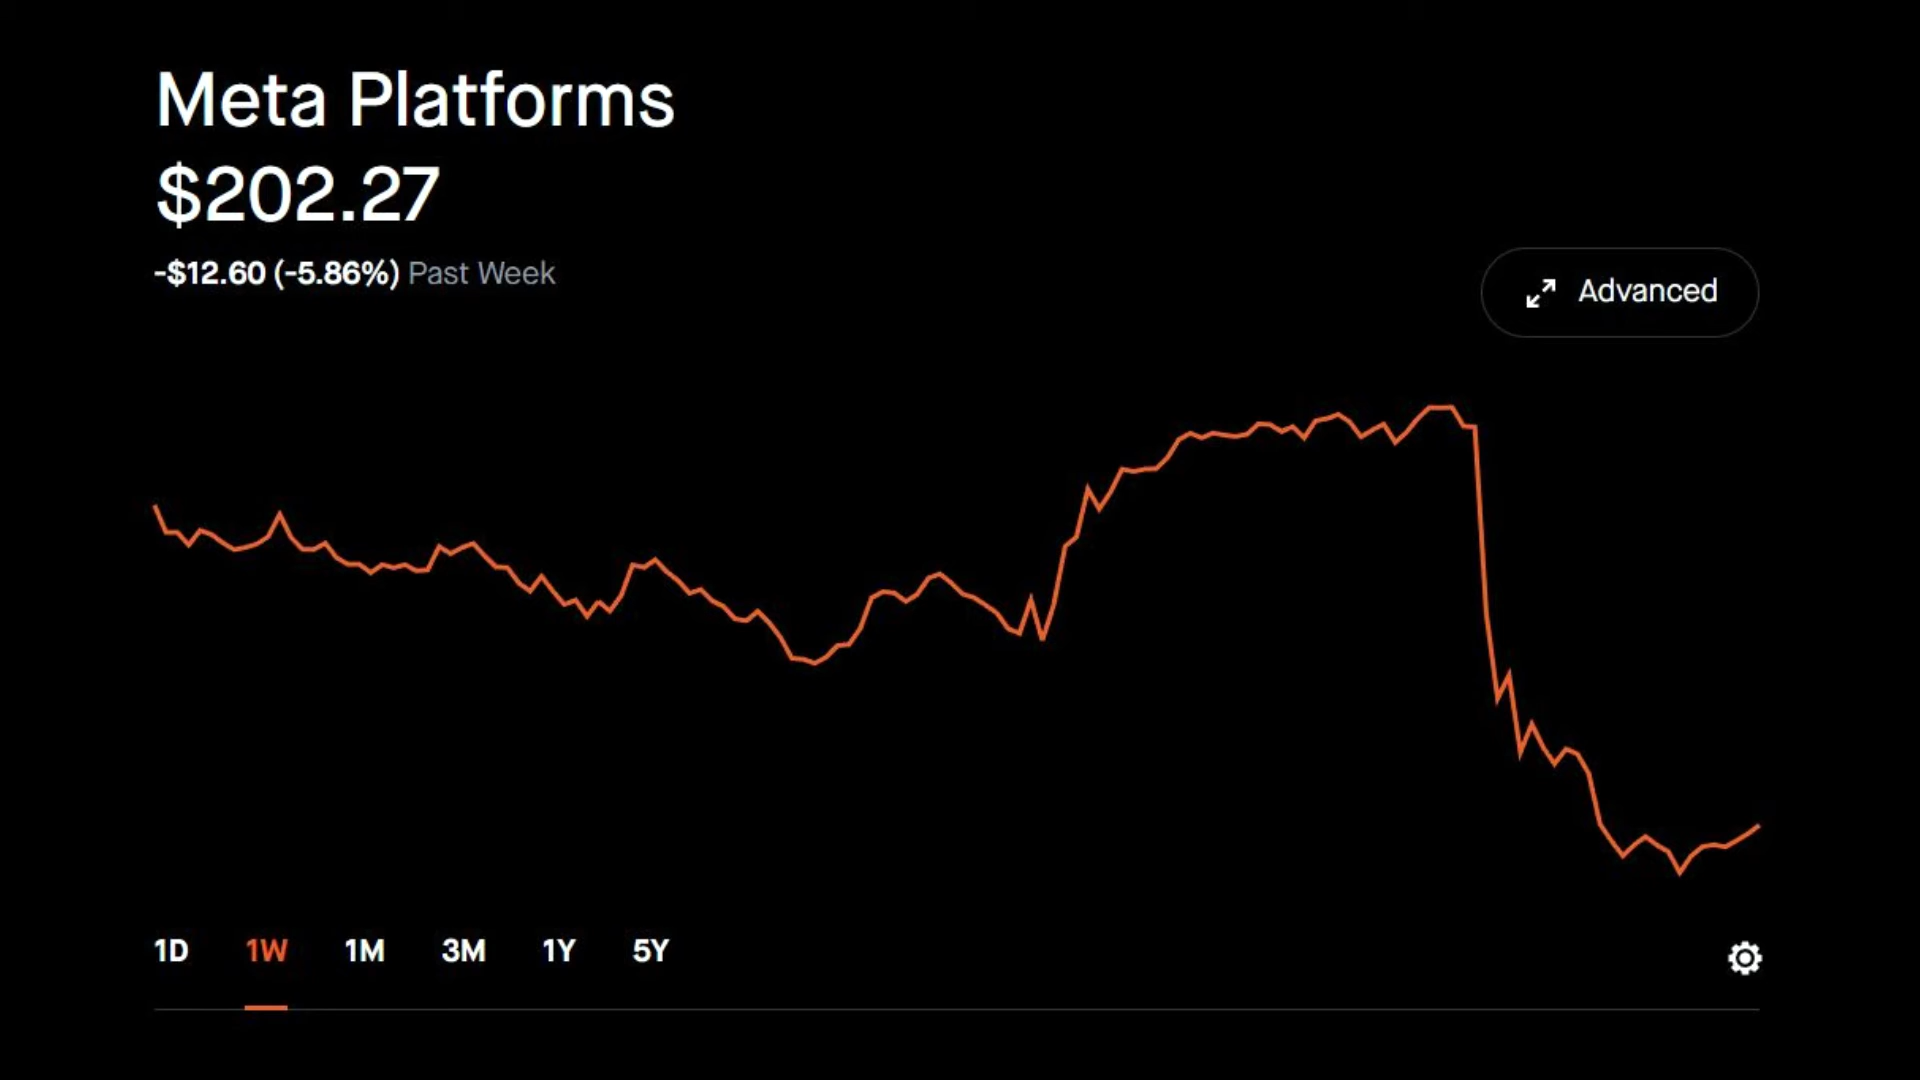 Meta Platforms
$202.27
-$12.60 (-5.86%) Past Week
Advanced
1D 1W 1M 3M 1Y 5Y